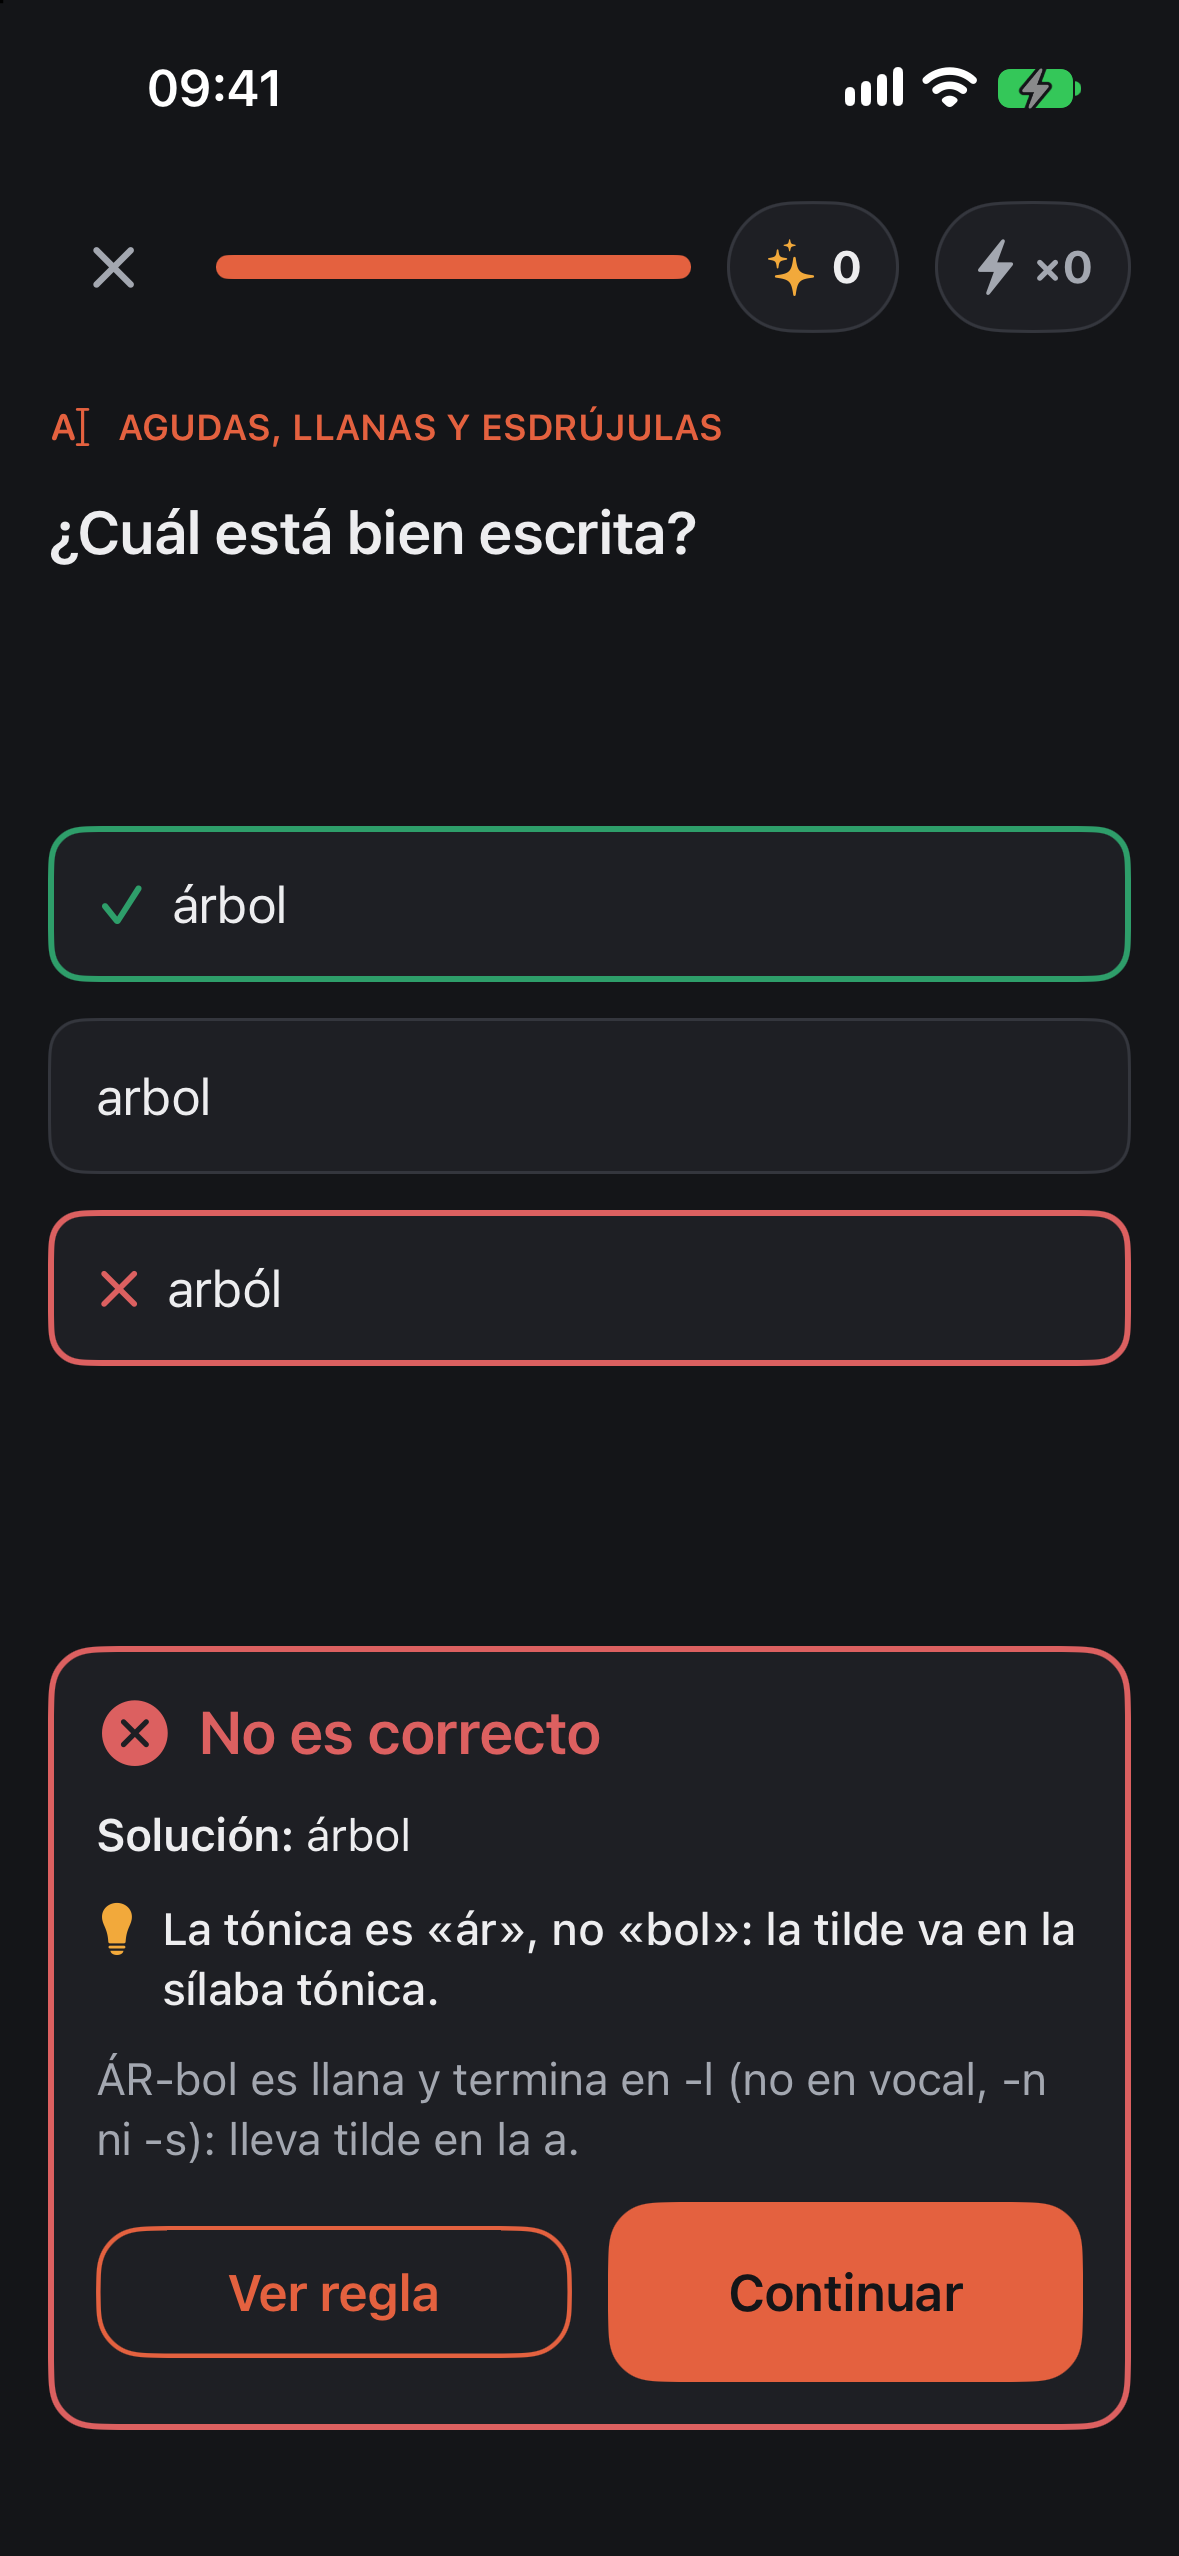 09:41
0
×0
AGUDAS, LLANAS Y ESDRÚJULAS
¿Cuál está bien escrita?
árbol
arbol
arból
No es correcto
Solución: árbol
La tónica es «ár», no «bol»: la tilde va en la
sílaba tónica.
ÁR-bol es llana y termina en -l (no en vocal, -n
ni -s): lleva tilde en la a.
Ver regla
Continuar